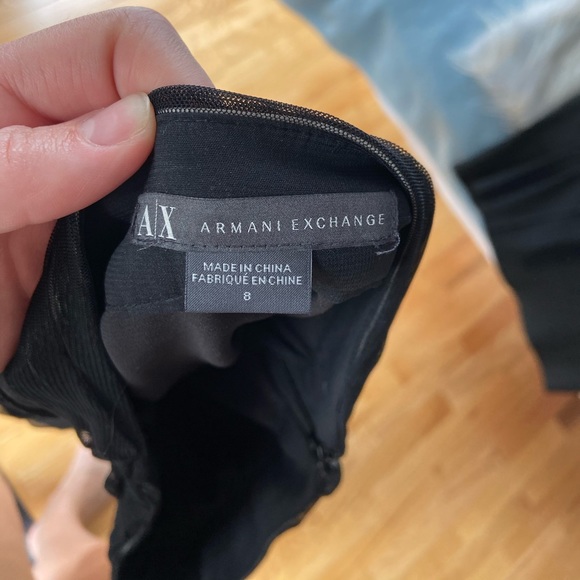 A|X ARMANI EXCHANGE
MADE IN CHINA
FABRIQUÉ EN CHINE
8